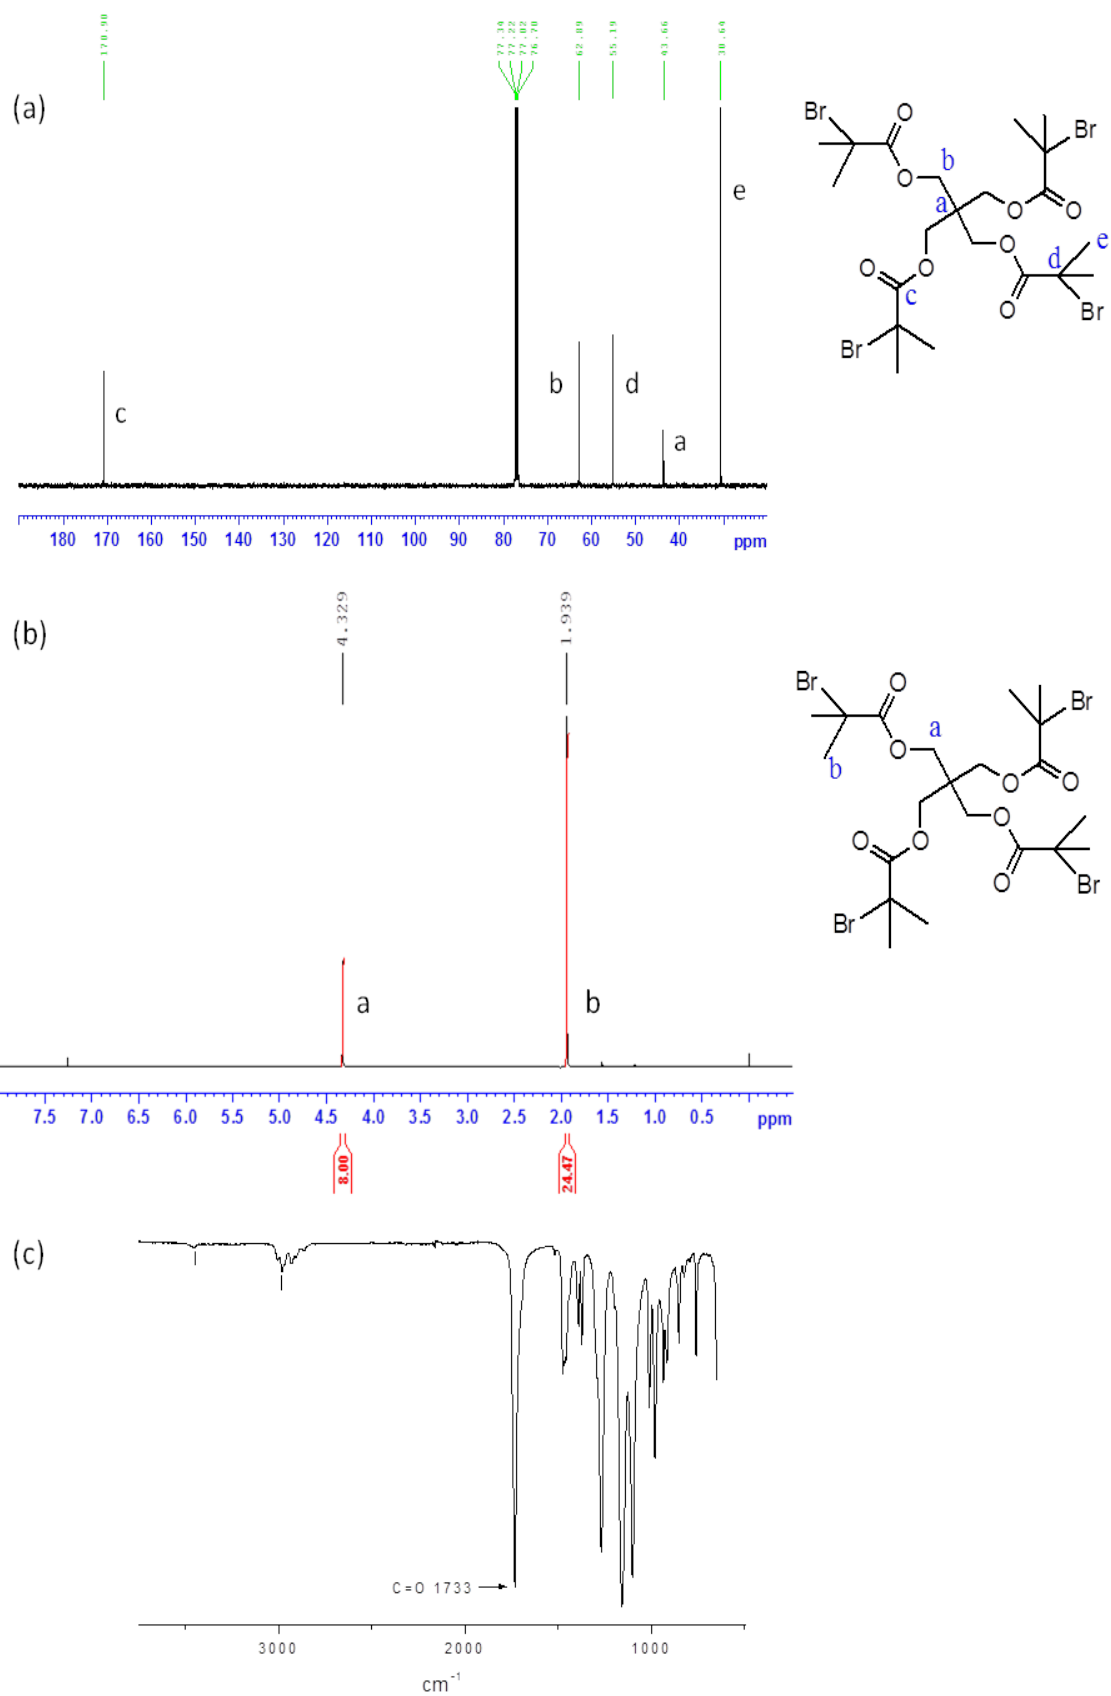 170.90
77.34
77.22
77.02
76.70
62.89
55.19
43.66
30.64
(a)
Br
O
Br
O
b
a
O
O
O
O
e
O
O
d
c
O
Br
Br
e
b
d
c
a
180 170 160 150 140 130 120 110 100 90 80 70 60 50 40 ppm
(b)
4.329
1.939
Br
O
Br
a
O
b
O
O
O
O
O
O
Br
Br
a
b
7.5 7.0 6.5 6.0 5.5 5.0 4.5 4.0 3.5 3.0 2.5 2.0 1.5 1.0 0.5 ppm
8.00
24.47
(c)
C=O 1733
3000 2000 1000
cm-1